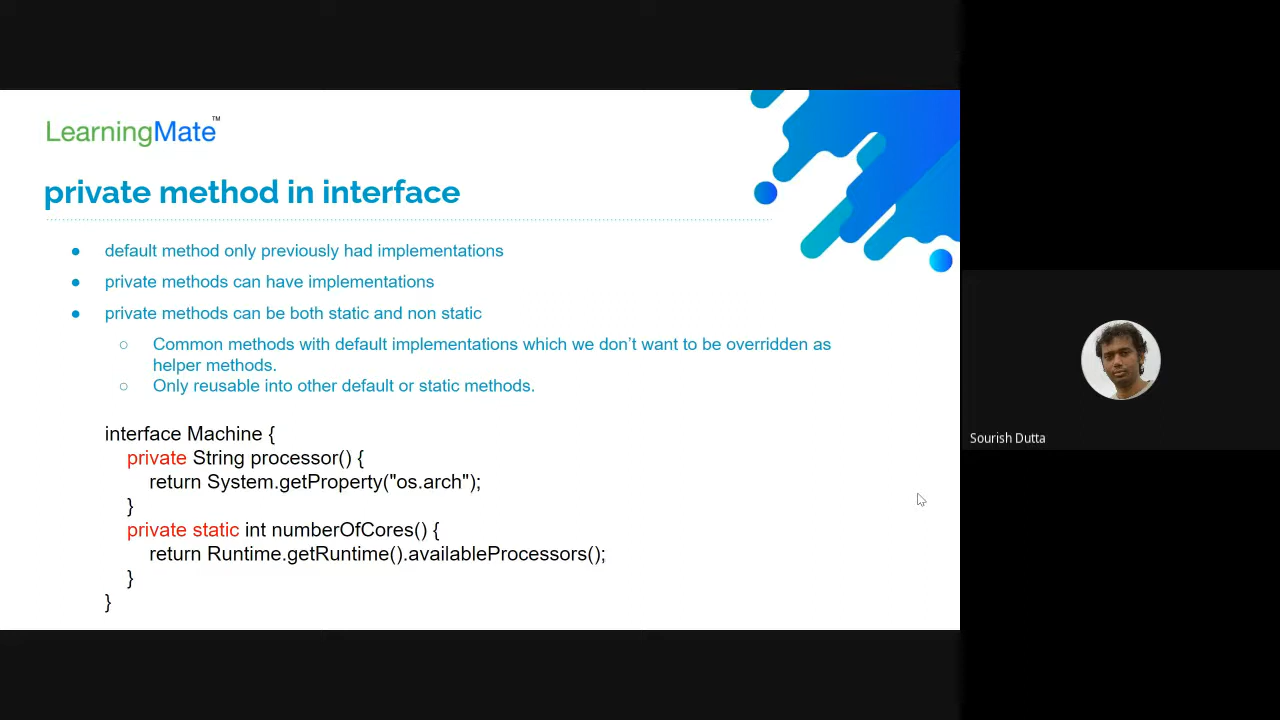 LearningMate™
private method in interface
● default method only previously had implementations
● private methods can have implementations
● private methods can be both static and non static
○ Common methods with default implementations which we don’t want to be overridden as
helper methods.
○ Only reusable into other default or static methods.
interface Machine {
private String processor() {
return System.getProperty("os.arch");
}
private static int numberOfCores() {
return Runtime.getRuntime().availableProcessors();
}
}
Sourish Dutta